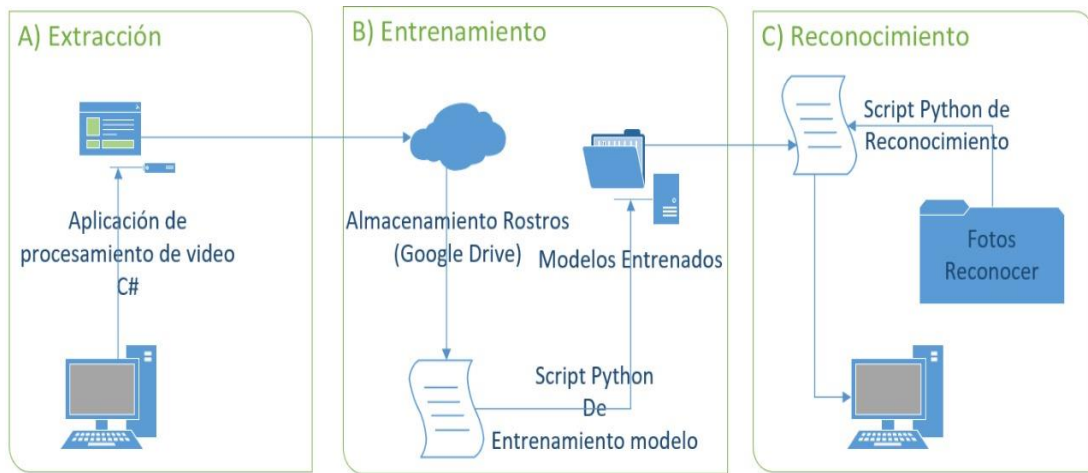 A) Extracción
Aplicación de
procesamiento de video
C#
B) Entrenamiento
Almacenamiento Rostros
(Google Drive)
Modelos Entrenados
Script Python
De
Entrenamiento modelo
C) Reconocimiento
Script Python de
Reconocimiento
Fotos
Reconocer